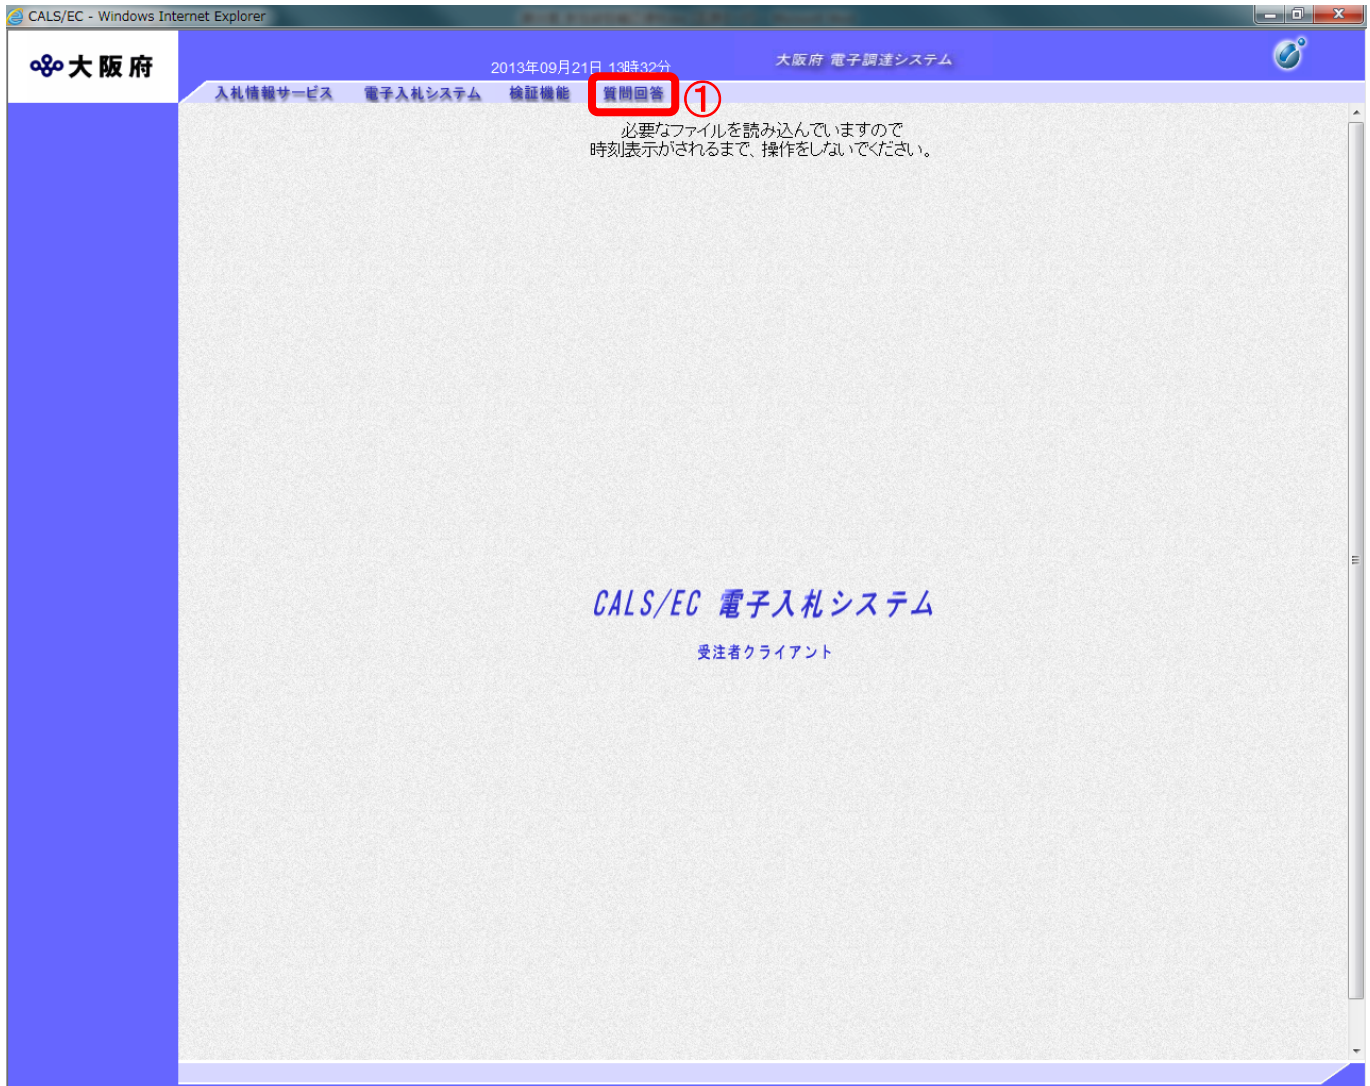 CALS/EC - Windows Internet Explorer
大阪府
2013年09月21日 13時32分
大阪府 電子調達システム
入札情報サービス 電子入札システム 検証機能 質問回答 ①
必要なファイルを読み込んでいますので
時刻表示がされるまで、操作をしないでください。
CALS/EC 電子入札システム
受注者クライアント